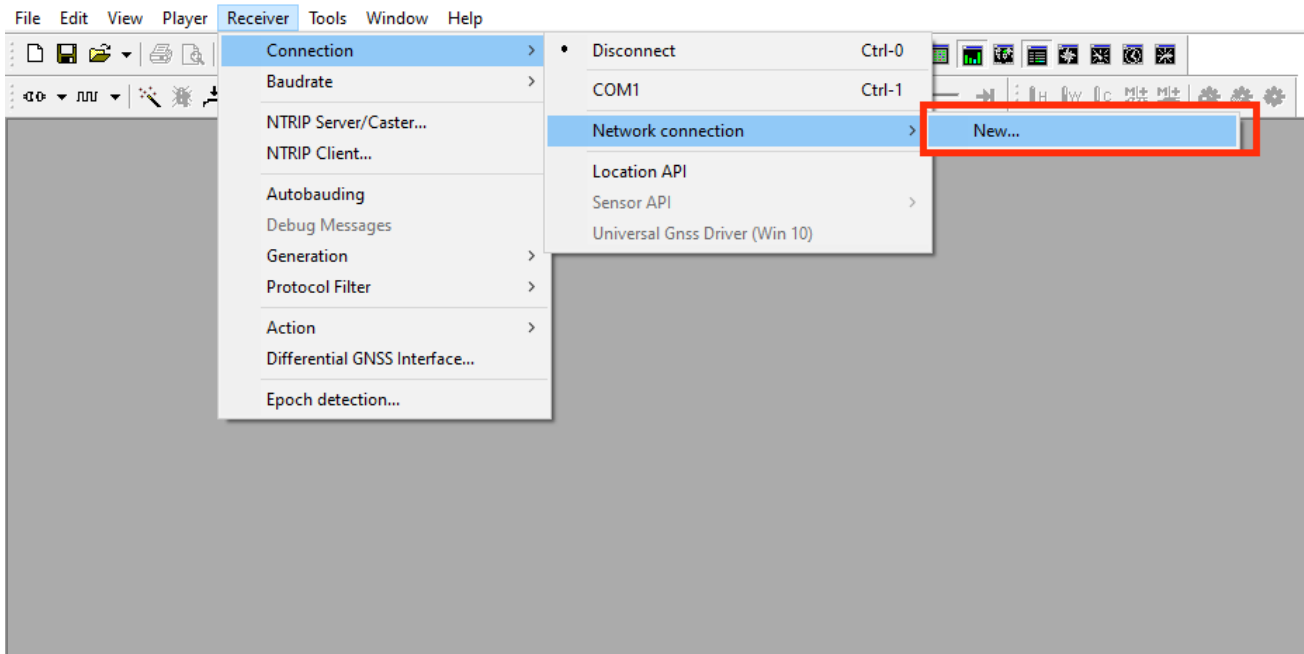 File Edit View Player Receiver Tools Window Help
Connection
Baudrate
NTRIP Server/Caster...
NTRIP Client...
Autobauding
Debug Messages
Generation
Protocol Filter
Action
Differential GNSS Interface...
Epoch detection...
Disconnect Ctrl-0
COM1 Ctrl-1
Network connection
Location API
Sensor API
Universal Gnss Driver (Win 10)
New...